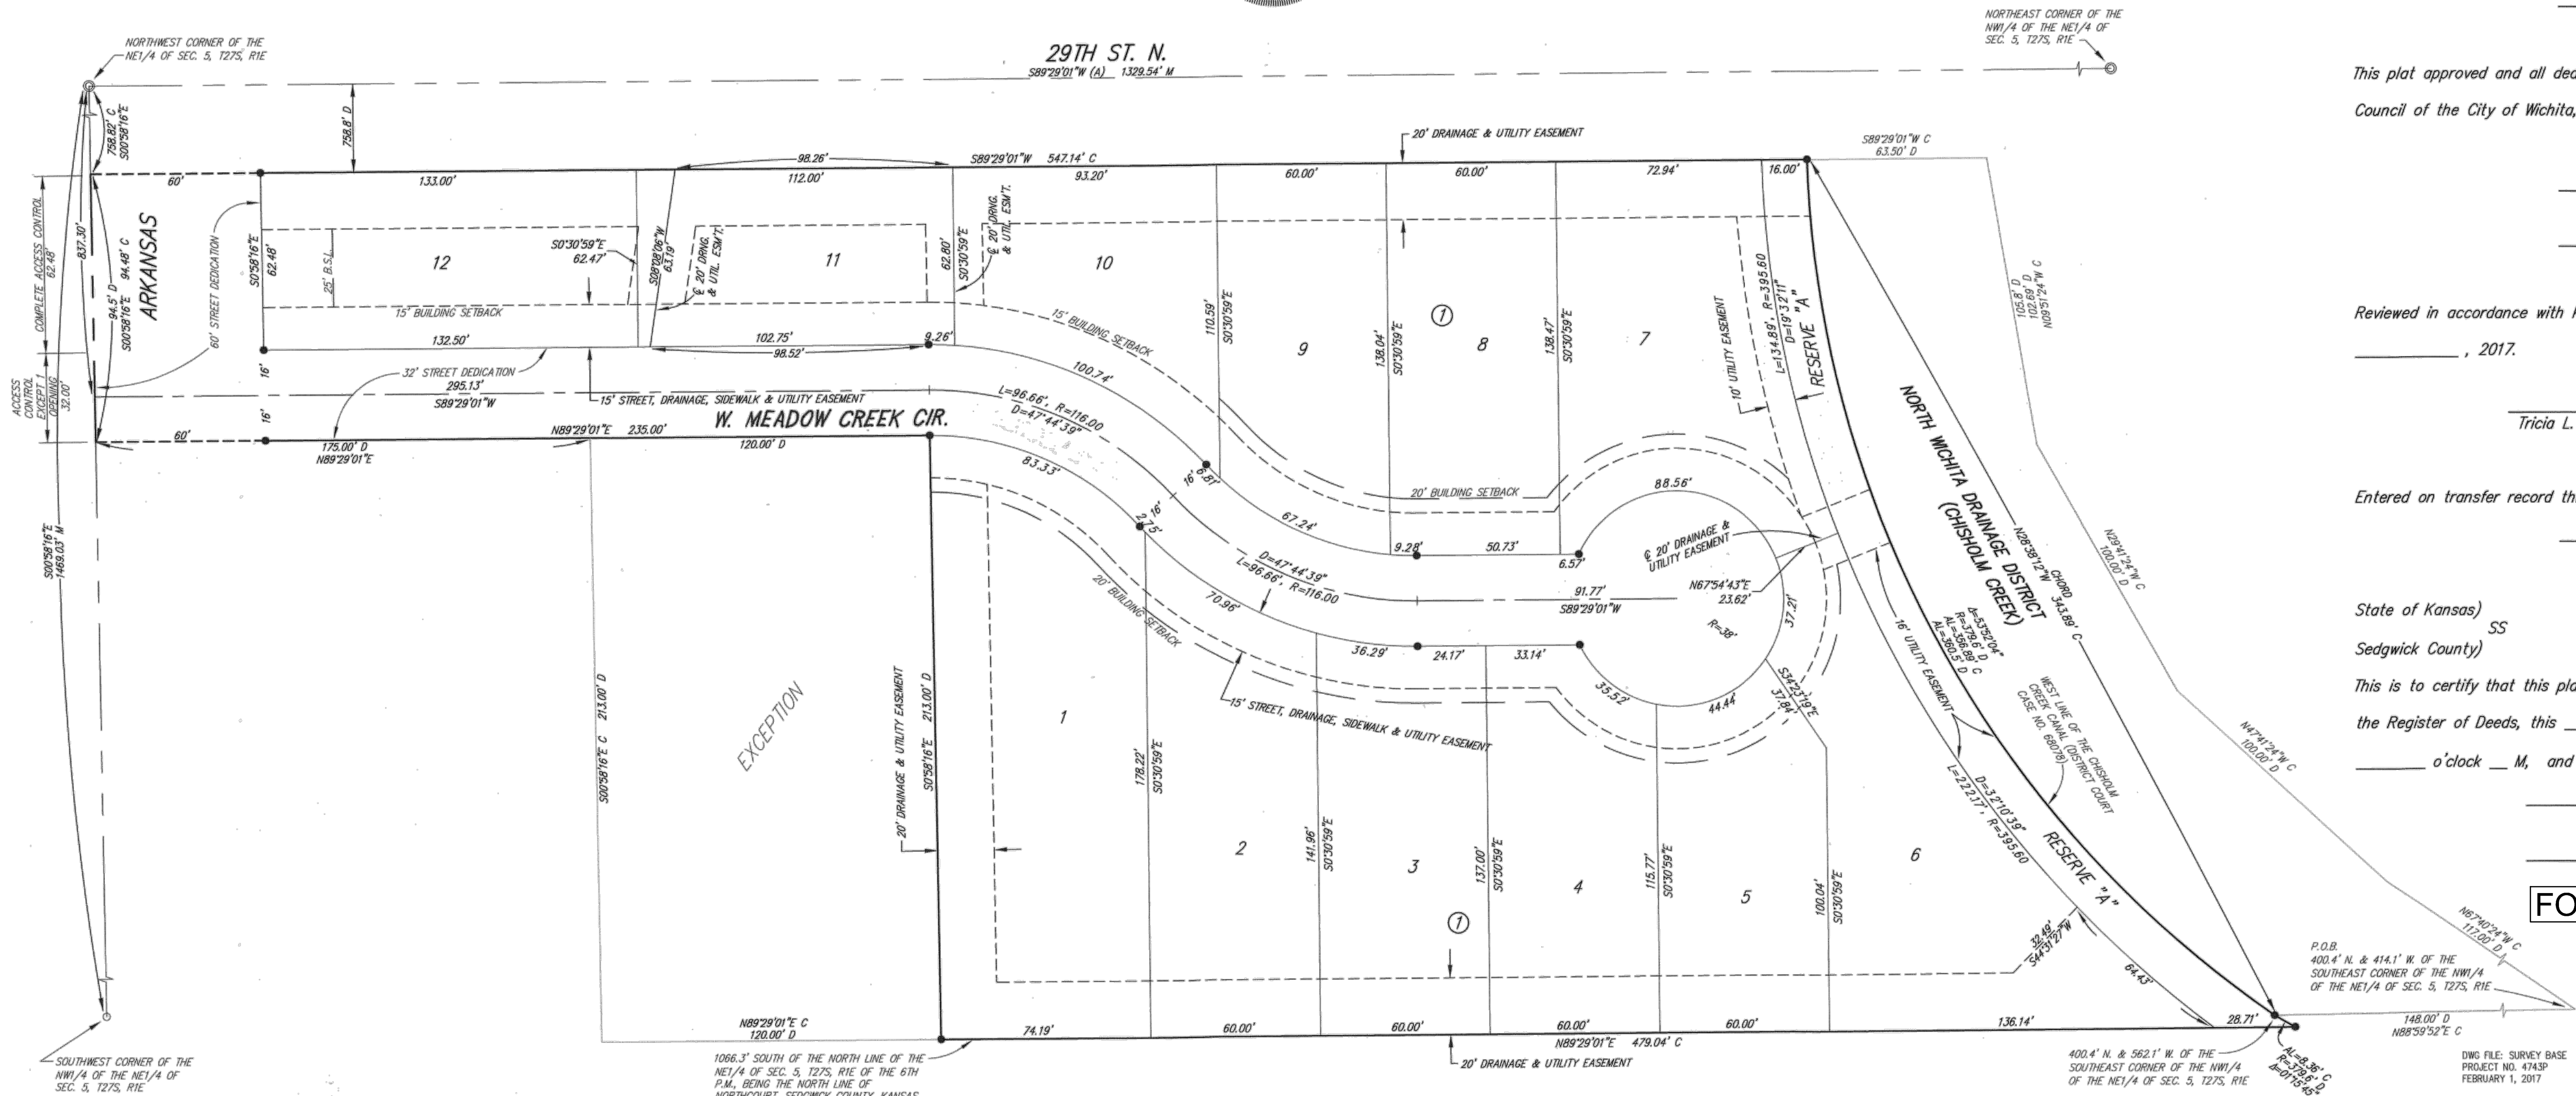 NORTHWEST CORNER OF THE
NE1/4 OF SEC. 5, T27S, R1E
29TH ST. N.
S89°29'01"W (A) 1329.54' M
NORTHEAST CORNER OF THE
NW1/4 OF THE NE1/4 OF
SEC. 5, T27S, R1E
This plat approved and all dec
Council of the City of Wichita,
758.82' C
S00°58'16"E
758.8' D
20' DRAINAGE & UTILITY EASEMENT
S89°29'01"W C
63.50' D
98.26'
S89°29'01"W 547.14' C
60'
133.00'
112.00'
93.20'
60.00'
60.00'
72.94'
16.00'
COMPLETE ACCESS CONTROL
62.48'
837.30'
94.5' D
S00°58'16"E 94.48' C
ARKANSAS
60' STREET DEDICATION
S0°58'16"E
62.48'
25' B.S.L.
12
S0°30'59"E
62.47'
S08°08'06"W
63.19'
℄ 20' DRNG.
& UTIL. ESM'T.
11
62.80'
S0°30'59"E
℄ 20' DRNG.
& UTIL. ESM'T.
10
110.59'
S0°30'59"E
9
138.04'
S0°30'59"E
1
8
138.47'
S0°30'59"E
7
10' UTILITY EASEMENT
L=134.89', R=395.60
D=19°32'11"
RESERVE "A"
105.8' D
102.69' D
N09°51'24"W C
15' BUILDING SETBACK
15' BUILDING SETBACK
Reviewed in accordance with
, 2017.
132.50'
102.75'
98.52'
9.26'
100.74'
ACCESS
CONTROL
EXCEPT 1
OPENING
32.00'
16'
16'
32' STREET DEDICATION
295.13'
S89°29'01"W
15' STREET, DRAINAGE, SIDEWALK & UTILITY EASEMENT
L=96.66', R=116.00
D=47°44'39"
W. MEADOW CREEK CIR.
NORTH WICHITA DRAINAGE DISTRICT
(CHISHOLM CREEK)
Tricia L.
60'
175.00' D
N89°29'01"E
N89°29'01"E 235.00'
120.00' D
83.33'
16'
16'
6.81'
2.75'
20' BUILDING SETBACK
88.56'
67.24'
Entered on transfer record th
S00°58'16"E
1469.03' M
9.28'
50.73'
6.57'
℄ 20' DRAINAGE &
UTILITY EASEMENT
N28°38'12"W
CHORD 343.89' C
N29°41'24"W C
100.00' D
D=47°44'39"
L=96.66', R=116.00
91.77'
S89°29'01"W
N67°54'43"E
23.62'
R=38'
37.21'
Δ=53°52'04"
R=379.6' D
AL=356.89' C
AL=360.5' D
16' UTILITY EASEMENT
State of Kansas)
SS
Sedgwick County)
20' BUILDING SETBACK
70.96'
36.29'
24.17'
33.14'
35.52'
44.44'
S34°23'19"E
37.84'
This is to certify that this pla
the Register of Deeds, this
o'clock M, and
EXCEPTION
S00°58'16"E C 213.00' D
20' DRAINAGE & UTILITY EASEMENT
S0°58'16"E 213.00' D
1
15' STREET, DRAINAGE, SIDEWALK & UTILITY EASEMENT
WEST LINE OF THE CHISHOLM
CREEK CANAL (DISTRICT COURT
CASE NO. 68078)
N47°41'24"W C
100.00' D
178.22'
S0°30'59"E
2
141.96'
S0°30'59"E
3
137.00'
S0°30'59"E
4
115.77'
S0°30'59"E
5
100.04'
S0°30'59"E
6
D=32°10'39"
L=222.17', R=395.60
RESERVE "A"
1
FO
32.49'
S44°31'27"W
64.43'
N67°40'24"W C
117.00' D
P.O.B.
400.4' N. & 414.1' W. OF THE
SOUTHEAST CORNER OF THE NW1/4
OF THE NE1/4 OF SEC. 5, T27S, R1E
N89°29'01"E C
120.00' D
74.19'
60.00'
60.00'
60.00'
60.00'
136.14'
28.71'
148.00' D
N88°59'52"E C
N89°29'01"E 479.04' C
20' DRAINAGE & UTILITY EASEMENT
SOUTHWEST CORNER OF THE
NW1/4 OF THE NE1/4 OF
SEC. 5, T27S, R1E
1066.3' SOUTH OF THE NORTH LINE OF THE
NE1/4 OF SEC. 5, T27S, R1E OF THE 6TH
P.M., BEING THE NORTH LINE OF
NORTHCOURT, SEDGWICK COUNTY, KANSAS
400.4' N. & 562.1' W. OF THE
SOUTHEAST CORNER OF THE NW1/4
OF THE NE1/4 OF SEC. 5, T27S, R1E
AL=8.36' C
R=379.6' D
Δ=01°15'45"
DWG FILE: SURVEY BASE
PROJECT NO. 4743P
FEBRUARY 1, 2017